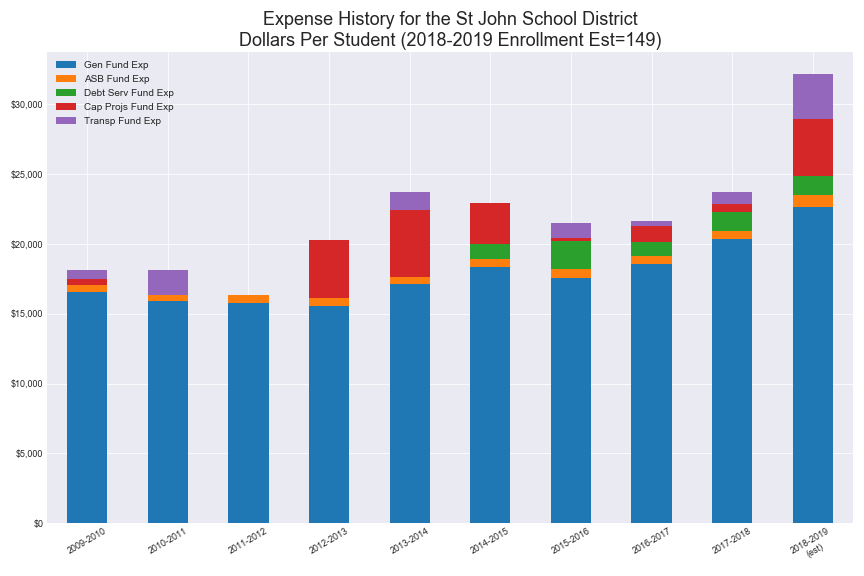 Expense History for the St John School District
Dollars Per Student (2018-2019 Enrollment Est=149)
Gen Fund Exp
ASB Fund Exp
Debt Serv Fund Exp
Cap Projs Fund Exp
Transp Fund Exp
$30,000
$25,000
$20,000
$15,000
$10,000
$5,000
$0
2009-2010
2010-2011
2011-2012
2012-2013
2013-2014
2014-2015
2015-2016
2016-2017
2017-2018
2018-2019
(est)